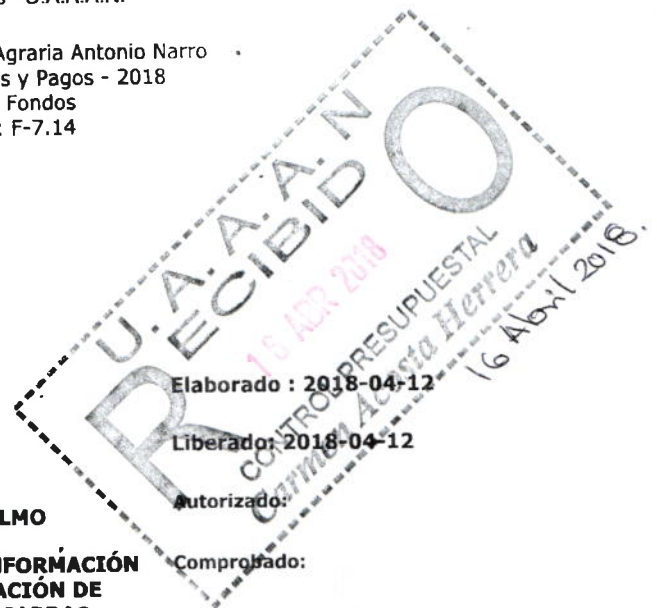 U.A.A.A.N.
Agraria Antonio Narro
s y Pagos - 2018
Fondos
: F-7.14
U.A.A.A.N
RECIBIDO
16 ABR 2018
CONTROL PRESUPUESTAL
Carmen Acosta Herrera
16 Abril 2018.
Elaborado : 2018-04-12
Liberado: 2018-04-12
Autorizado:
Comprobado:
LMO
NFORMACIÓN
ACIÓN DE